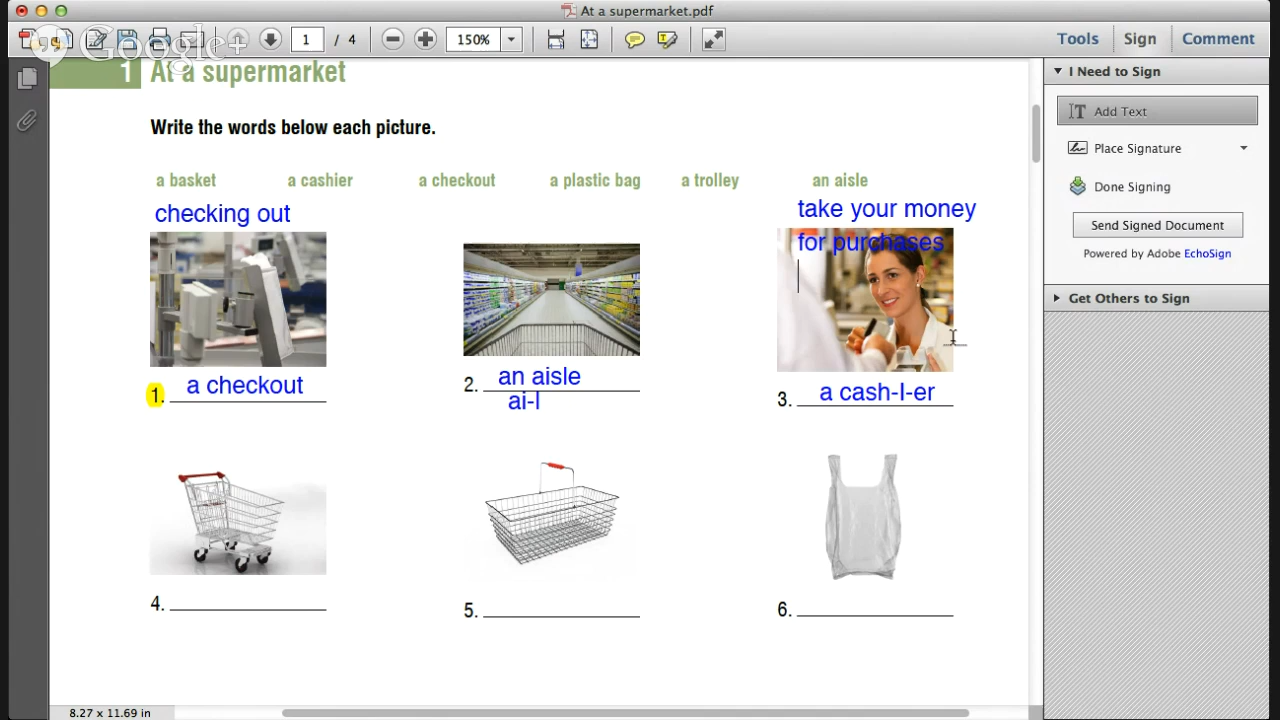 At a supermarket.pdf
Google+
1 / 4
150%
Tools
Sign
Comment
1 At a supermarket
Write the words below each picture.
a basket
a cashier
a checkout
a plastic bag
a trolley
an aisle
checking out
take your money
for purchases
1. a checkout
2. an aisle
ai-l
3. a cash-I-er
4.
5.
6.
I Need to Sign
Add Text
Place Signature
Done Signing
Send Signed Document
Powered by Adobe EchoSign
Get Others to Sign
8.27 x 11.69 in